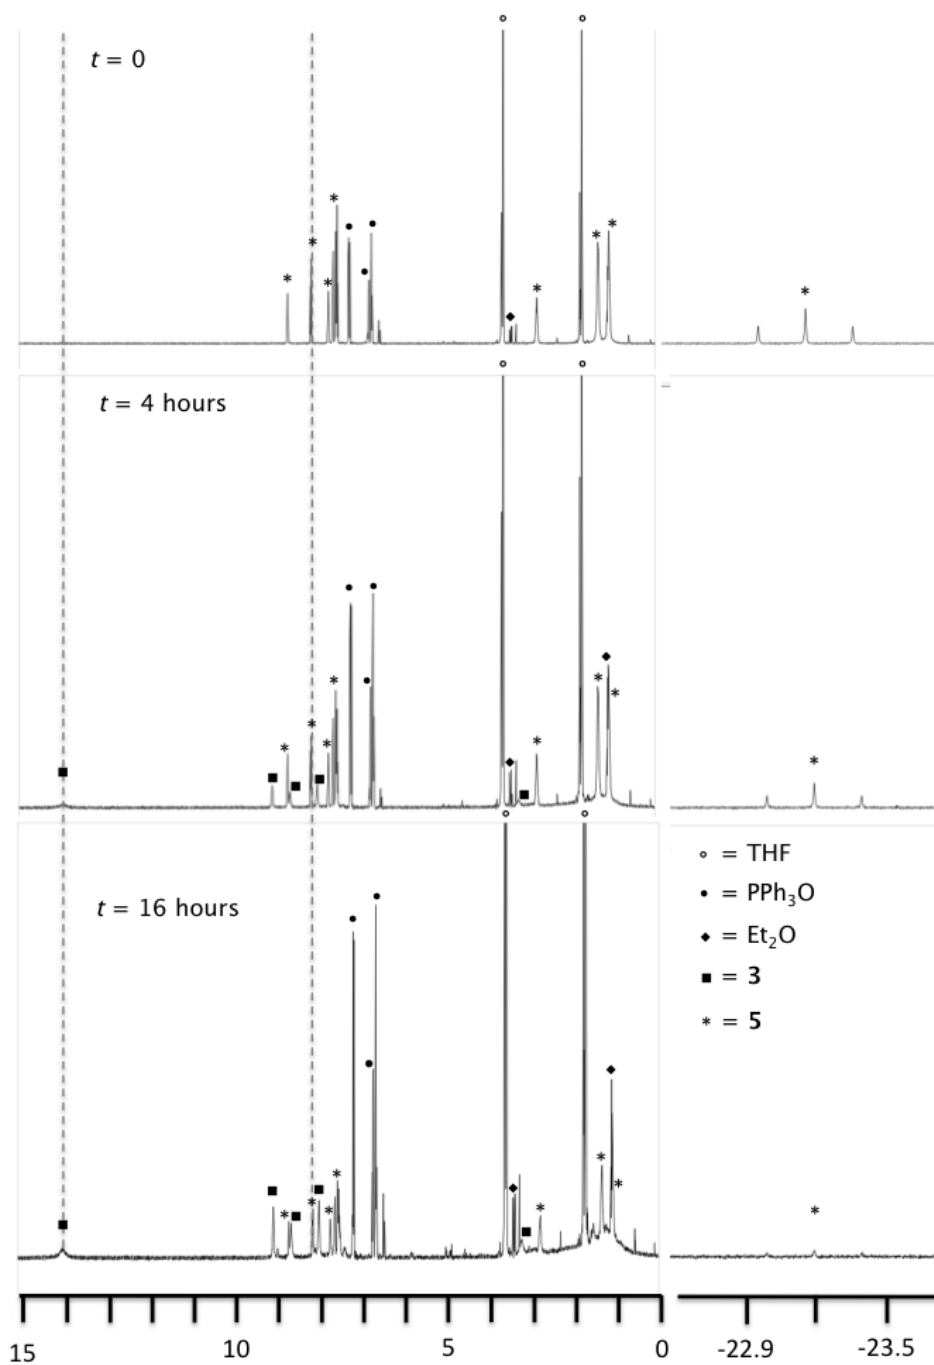 t = 0
t = 4 hours
t = 16 hours
○ = THF
● = PPh₃O
◆ = Et₂O
■ = 3
* = 5
15 10 5 0 -22.9 -23.5